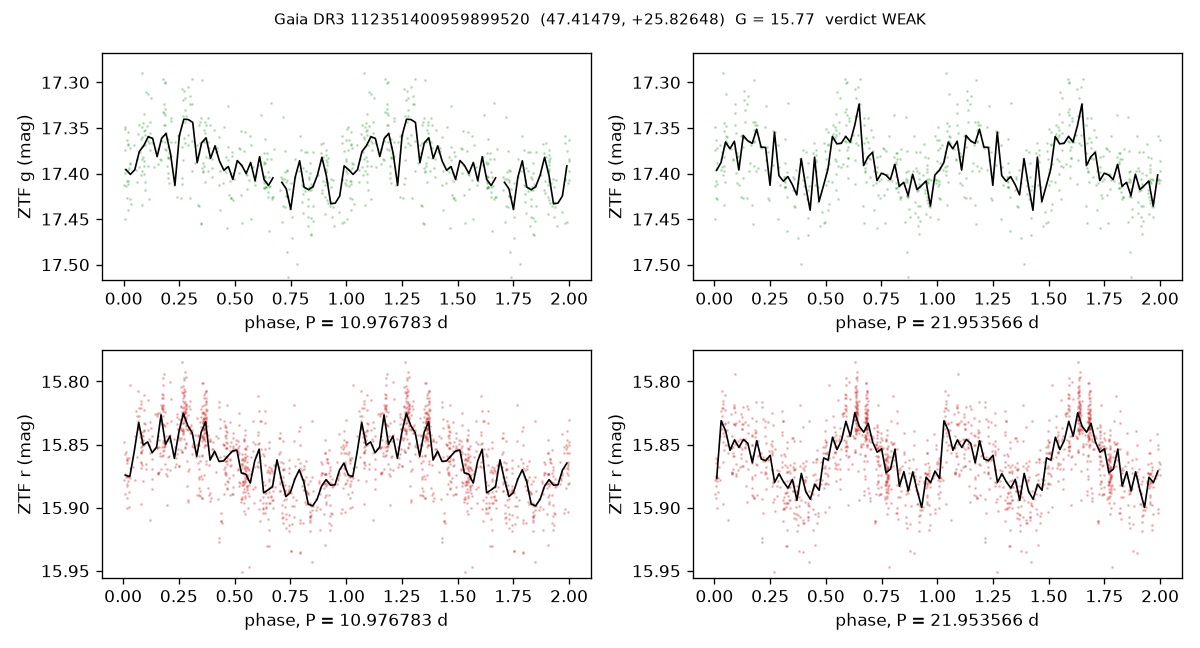 Gaia DR3 112351400959899520  (47.41479, +25.82648)  G = 15.77  verdict WEAK
ZTF g (mag)
17.30
17.35
17.40
17.45
17.50
0.00 0.25 0.50 0.75 1.00 1.25 1.50 1.75 2.00
phase, P = 10.976783 d
ZTF g (mag)
17.30
17.35
17.40
17.45
17.50
0.00 0.25 0.50 0.75 1.00 1.25 1.50 1.75 2.00
phase, P = 21.953566 d
ZTF r (mag)
15.80
15.85
15.90
15.95
0.00 0.25 0.50 0.75 1.00 1.25 1.50 1.75 2.00
phase, P = 10.976783 d
ZTF r (mag)
15.80
15.85
15.90
15.95
0.00 0.25 0.50 0.75 1.00 1.25 1.50 1.75 2.00
phase, P = 21.953566 d